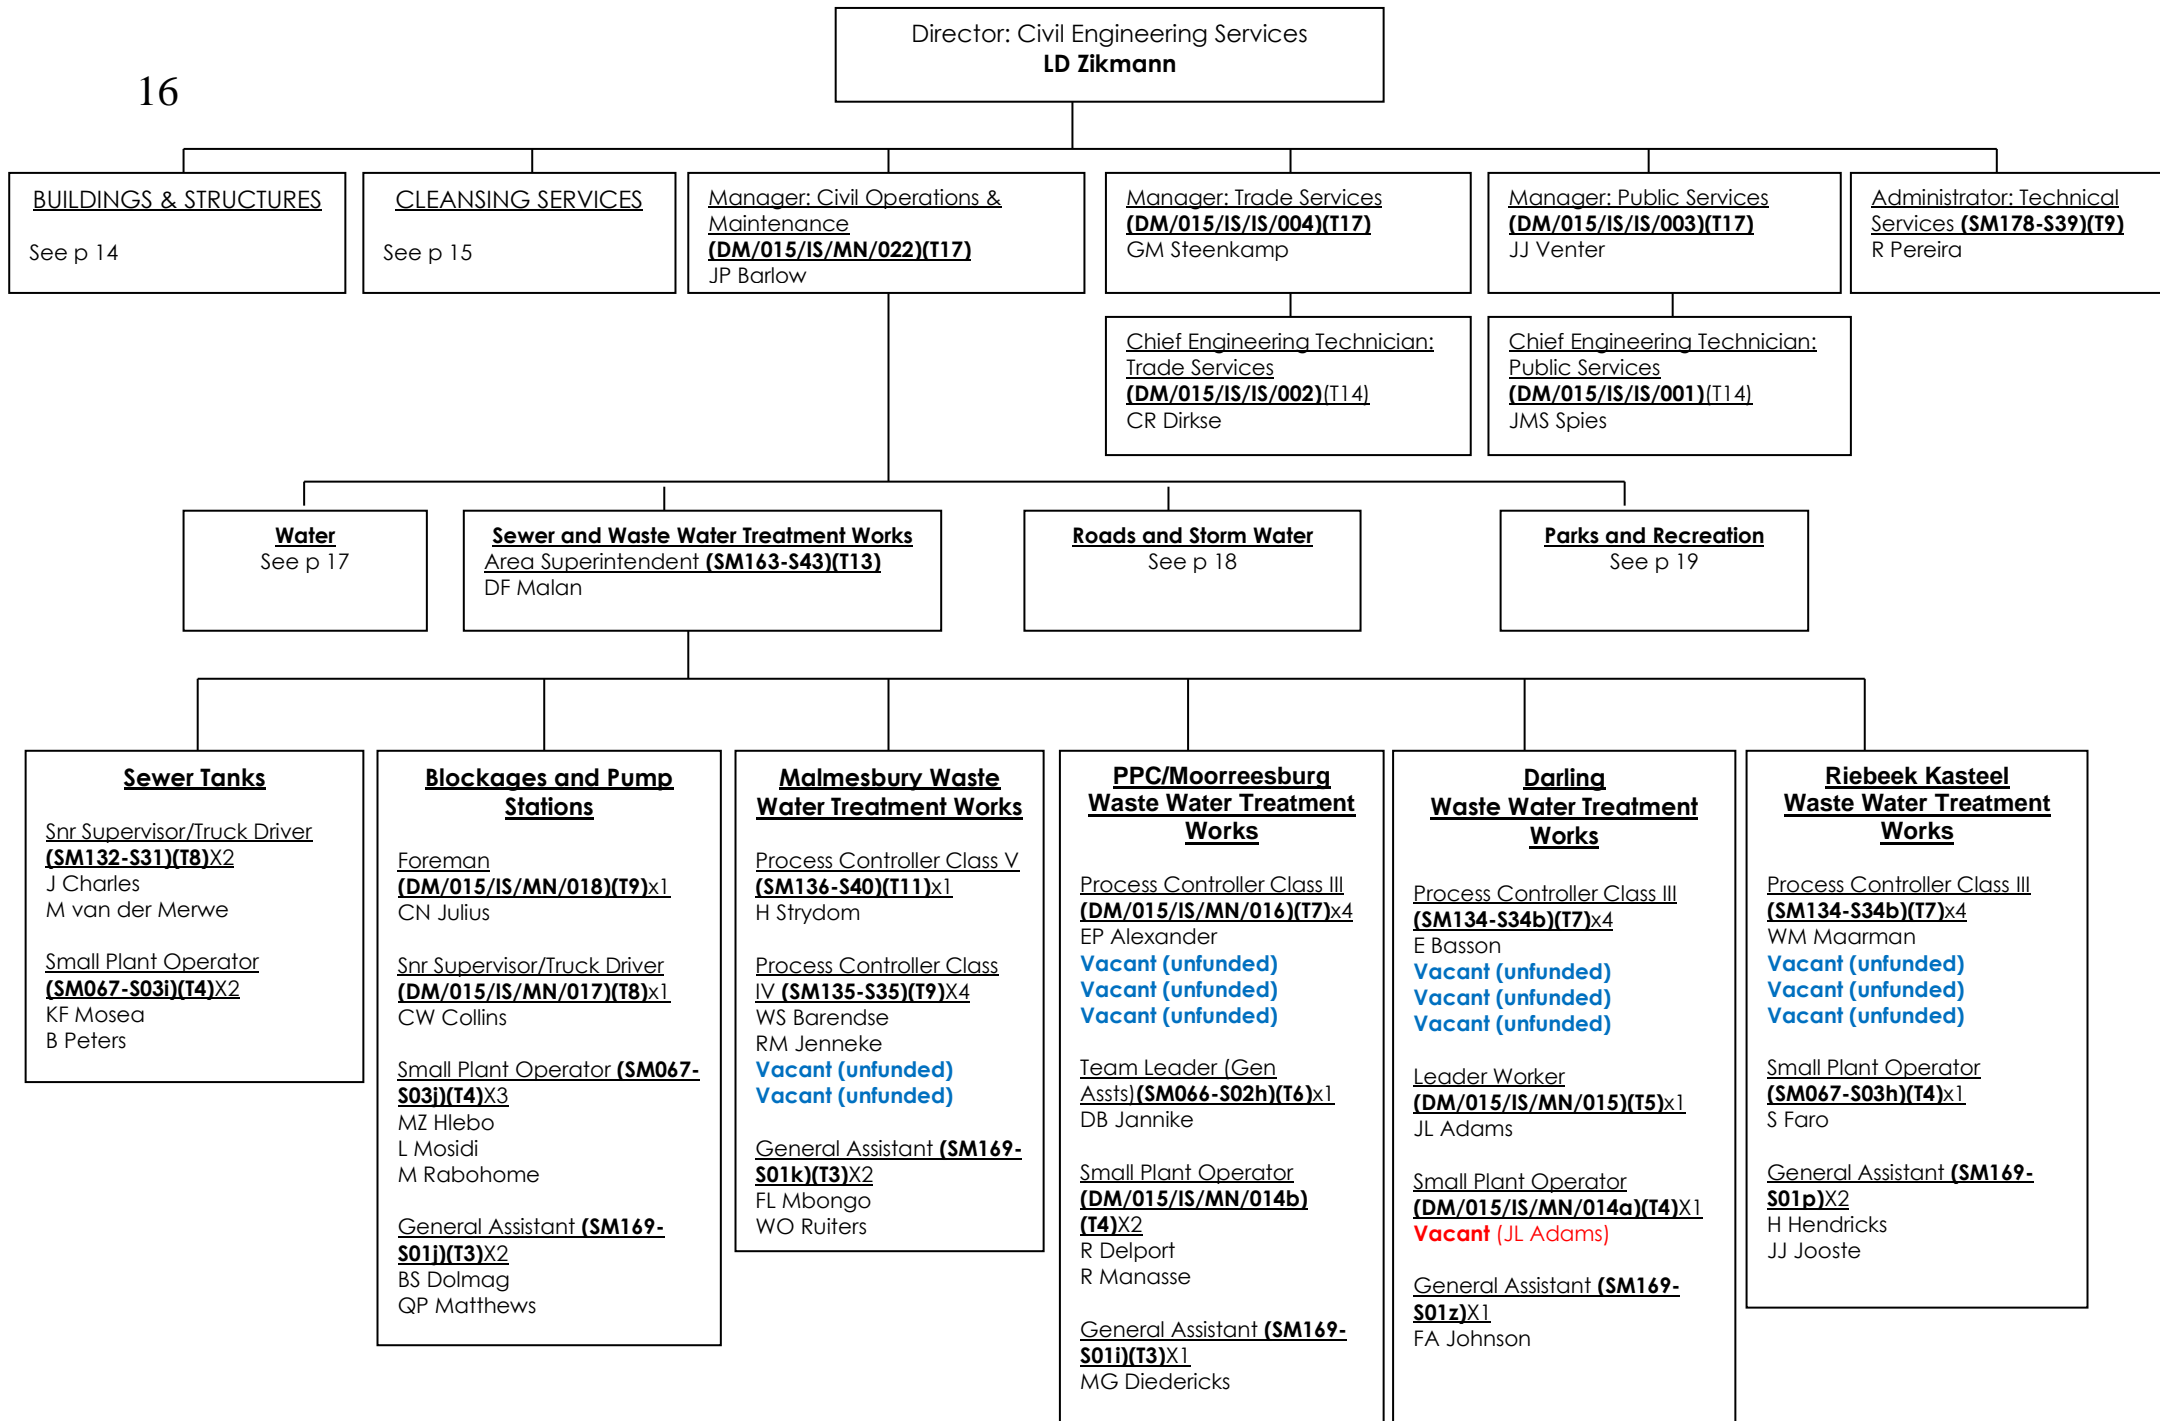 16
Director: Civil Engineering Services
LD Zikmann
BUILDINGS & STRUCTURES
See p 14
CLEANSING SERVICES
See p 15
Manager: Civil Operations &
Maintenance
(DM/015/IS/MN/022)(T17)
JP Barlow
Manager: Trade Services
(DM/015/IS/IS/004)(T17)
GM Steenkamp
Manager: Public Services
(DM/015/IS/IS/003)(T17)
JJ Venter
Administrator: Technical
Services (SM178-S39)(T9)
R Pereira
Chief Engineering Technician:
Trade Services
(DM/015/IS/IS/002)(T14)
CR Dirkse
Chief Engineering Technician:
Public Services
(DM/015/IS/IS/001)(T14)
JMS Spies
Water
See p 17
Sewer and Waste Water Treatment Works
Area Superintendent (SM163-S43)(T13)
DF Malan
Roads and Storm Water
See p 18
Parks and Recreation
See p 19
Sewer Tanks
Snr Supervisor/Truck Driver
(SM132-S31)(T8)X2
J Charles
M van der Merwe
Small Plant Operator
(SM067-S03i)(T4)X2
KF Mosea
B Peters
Blockages and Pump
Stations
Foreman
(DM/015/IS/MN/018)(T9)x1
CN Julius
Snr Supervisor/Truck Driver
(DM/015/IS/MN/017)(T8)x1
CW Collins
Small Plant Operator (SM067-
S03j)(T4)X3
MZ Hlebo
L Mosidi
M Rabohome
General Assistant (SM169-
S01j)(T3)X2
BS Dolmag
QP Matthews
Malmesbury Waste
Water Treatment Works
Process Controller Class V
(SM136-S40)(T11)x1
H Strydom
Process Controller Class
IV (SM135-S35)(T9)X4
WS Barendse
RM Jenneke
Vacant (unfunded)
Vacant (unfunded)
General Assistant (SM169-
S01k)(T3)X2
FL Mbongo
WO Ruiters
PPC/Moorreesburg
Waste Water Treatment
Works
Process Controller Class III
(DM/015/IS/MN/016)(T7)x4
EP Alexander
Vacant (unfunded)
Vacant (unfunded)
Vacant (unfunded)
Team Leader (Gen
Assts)(SM066-S02h)(T6)x1
DB Jannike
Small Plant Operator
(DM/015/IS/MN/014b)
(T4)X2
R Delport
R Manasse
General Assistant (SM169-
S01i)(T3)X1
MG Diedericks
Darling
Waste Water Treatment
Works
Process Controller Class III
(SM134-S34b)(T7)x4
E Basson
Vacant (unfunded)
Vacant (unfunded)
Vacant (unfunded)
Leader Worker
(DM/015/IS/MN/015)(T5)x1
JL Adams
Small Plant Operator
(DM/015/IS/MN/014a)(T4)X1
Vacant (JL Adams)
General Assistant (SM169-
S01z)X1
FA Johnson
Riebeek Kasteel
Waste Water Treatment
Works
Process Controller Class III
(SM134-S34b)(T7)x4
WM Maarman
Vacant (unfunded)
Vacant (unfunded)
Vacant (unfunded)
Small Plant Operator
(SM067-S03h)(T4)x1
S Faro
General Assistant (SM169-
S01p)X2
H Hendricks
JJ Jooste